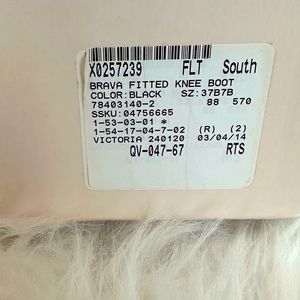 X0257239 FLT South
BRAVA FITTED KNEE BOOT
COLOR:BLACK SZ:37B7B
78403140-2 88 570
SSKU:04756665
1-53-03-01 *
1-54-17-04-7-02 (R) (2)
VICTORIA 240120 03/04/14
QV-047-67 RTS